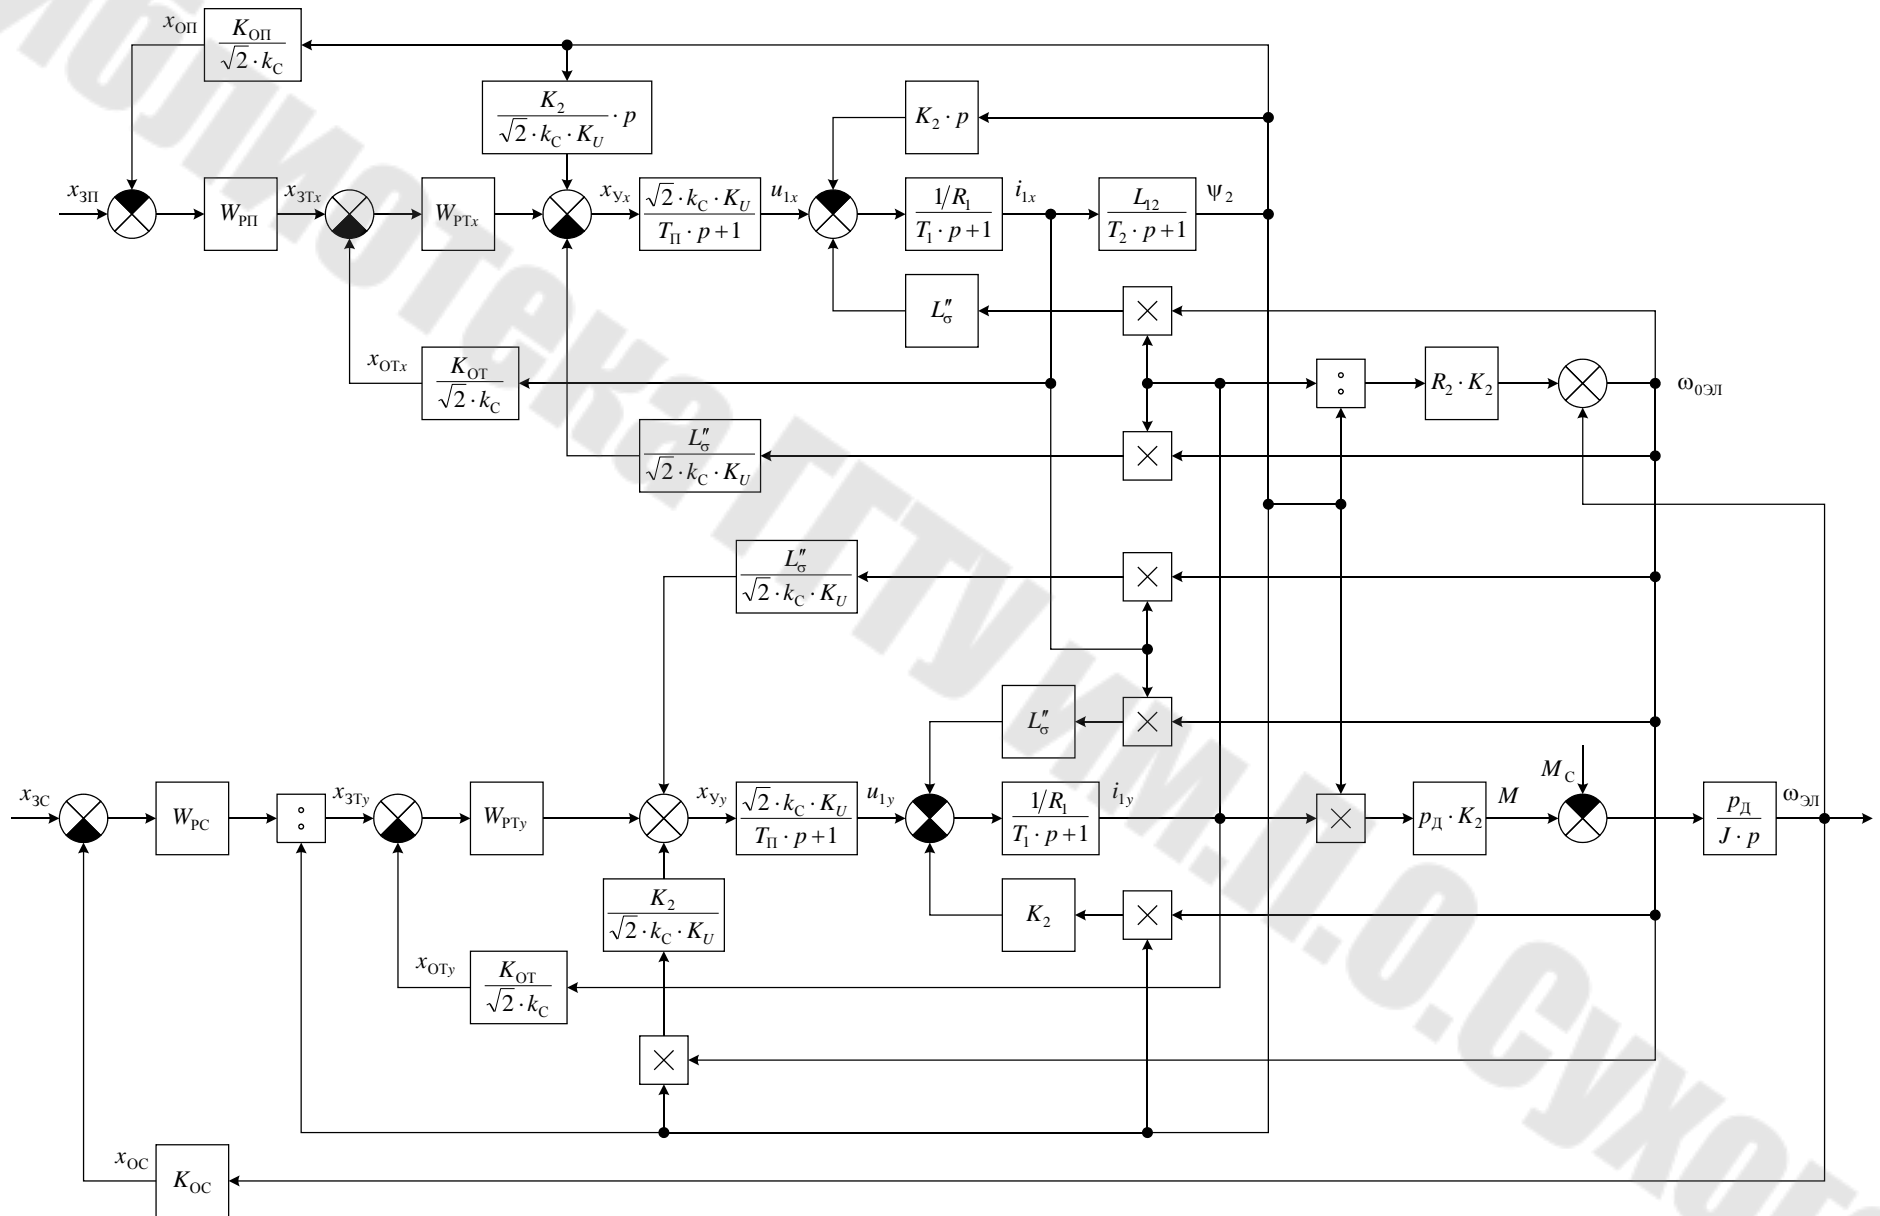 x_ОП
K_ОП / (√2 · k_С)
K_2 / (√2 · k_С · K_U) · p
K_2 · p
x_ЗП
W_РП
x_ЗТx
W_РТx
x_Уx
(√2 · k_С · K_U) / (T_П · p + 1)
u_1x
(1/R_1) / (T_1 · p + 1)
i_1x
L_12 / (T_2 · p + 1)
ψ_2
L″_σ
×
x_ОТx
K_ОТ / (√2 · k_С)
R_2 · K_2
ω_0ЭЛ
L″_σ / (√2 · k_С · K_U)
×
L″_σ / (√2 · k_С · K_U)
×
L″_σ
×
M_С
x_ЗС
W_РС
x_ЗТy
W_РТy
x_Уy
(√2 · k_С · K_U) / (T_П · p + 1)
u_1y
(1/R_1) / (T_1 · p + 1)
i_1y
×
p_Д · K_2
M
p_Д / (J · p)
ω_ЭЛ
K_2 / (√2 · k_С · K_U)
K_2
×
x_ОТy
K_ОТ / (√2 · k_С)
×
x_ОС
K_ОС
блиотека ГГТУ им.П.О.Сухого